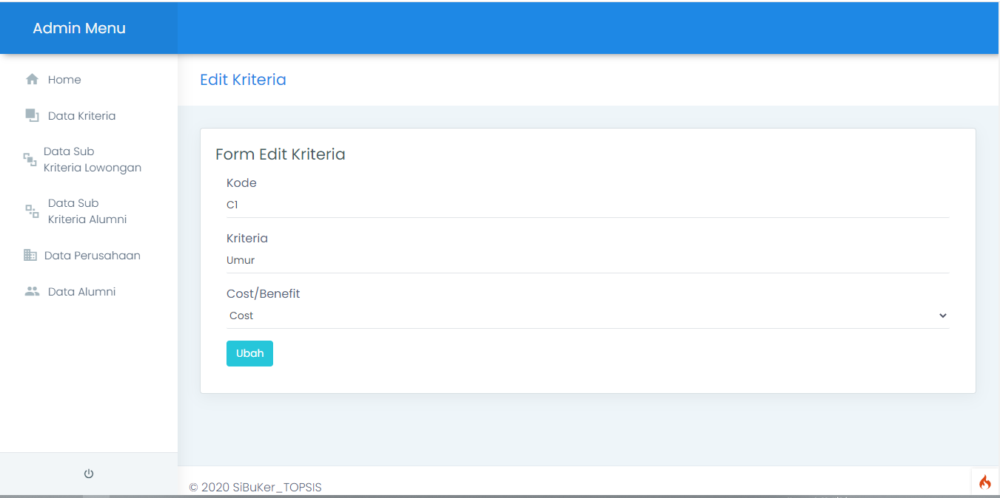 Admin Menu
Home
Data Kriteria
Data Sub
Kriteria Lowongan
Data Sub
Kriteria Alumni
Data Perusahaan
Data Alumni
Edit Kriteria
Form Edit Kriteria
Kode
C1
Kriteria
Umur
Cost/Benefit
Cost
Ubah
© 2020 SiBuKer_TOPSIS